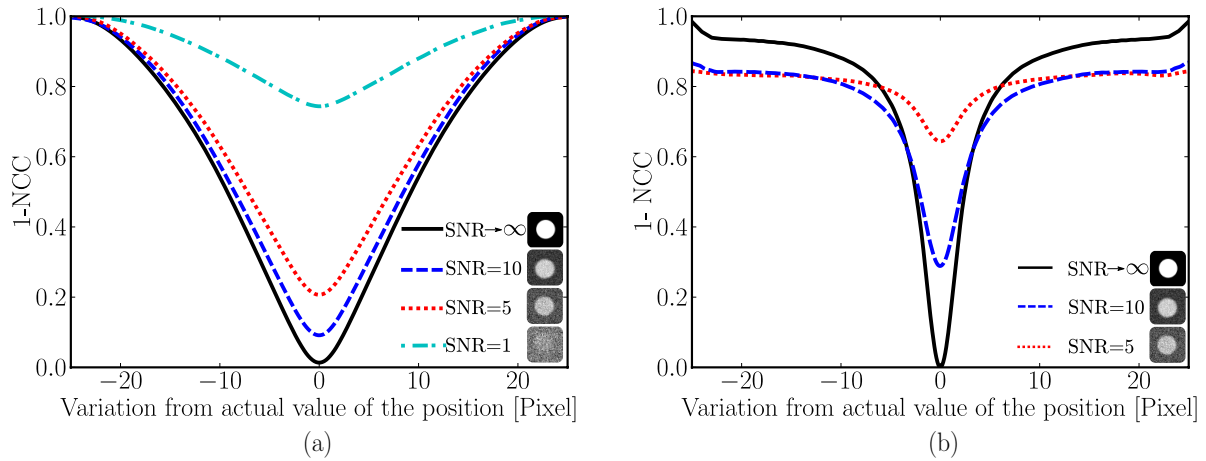 1.0
0.8
0.6
0.4
0.2
0.0
1-NCC
SNR→∞
SNR=10
SNR=5
SNR=1
−20
−10
0
10
20
Variation from actual value of the position [Pixel]
(a)
1.0
0.8
0.6
0.4
0.2
0.0
1- NCC
SNR→∞
SNR=10
SNR=5
−20
−10
0
10
20
Variation from actual value of the position [Pixel]
(b)